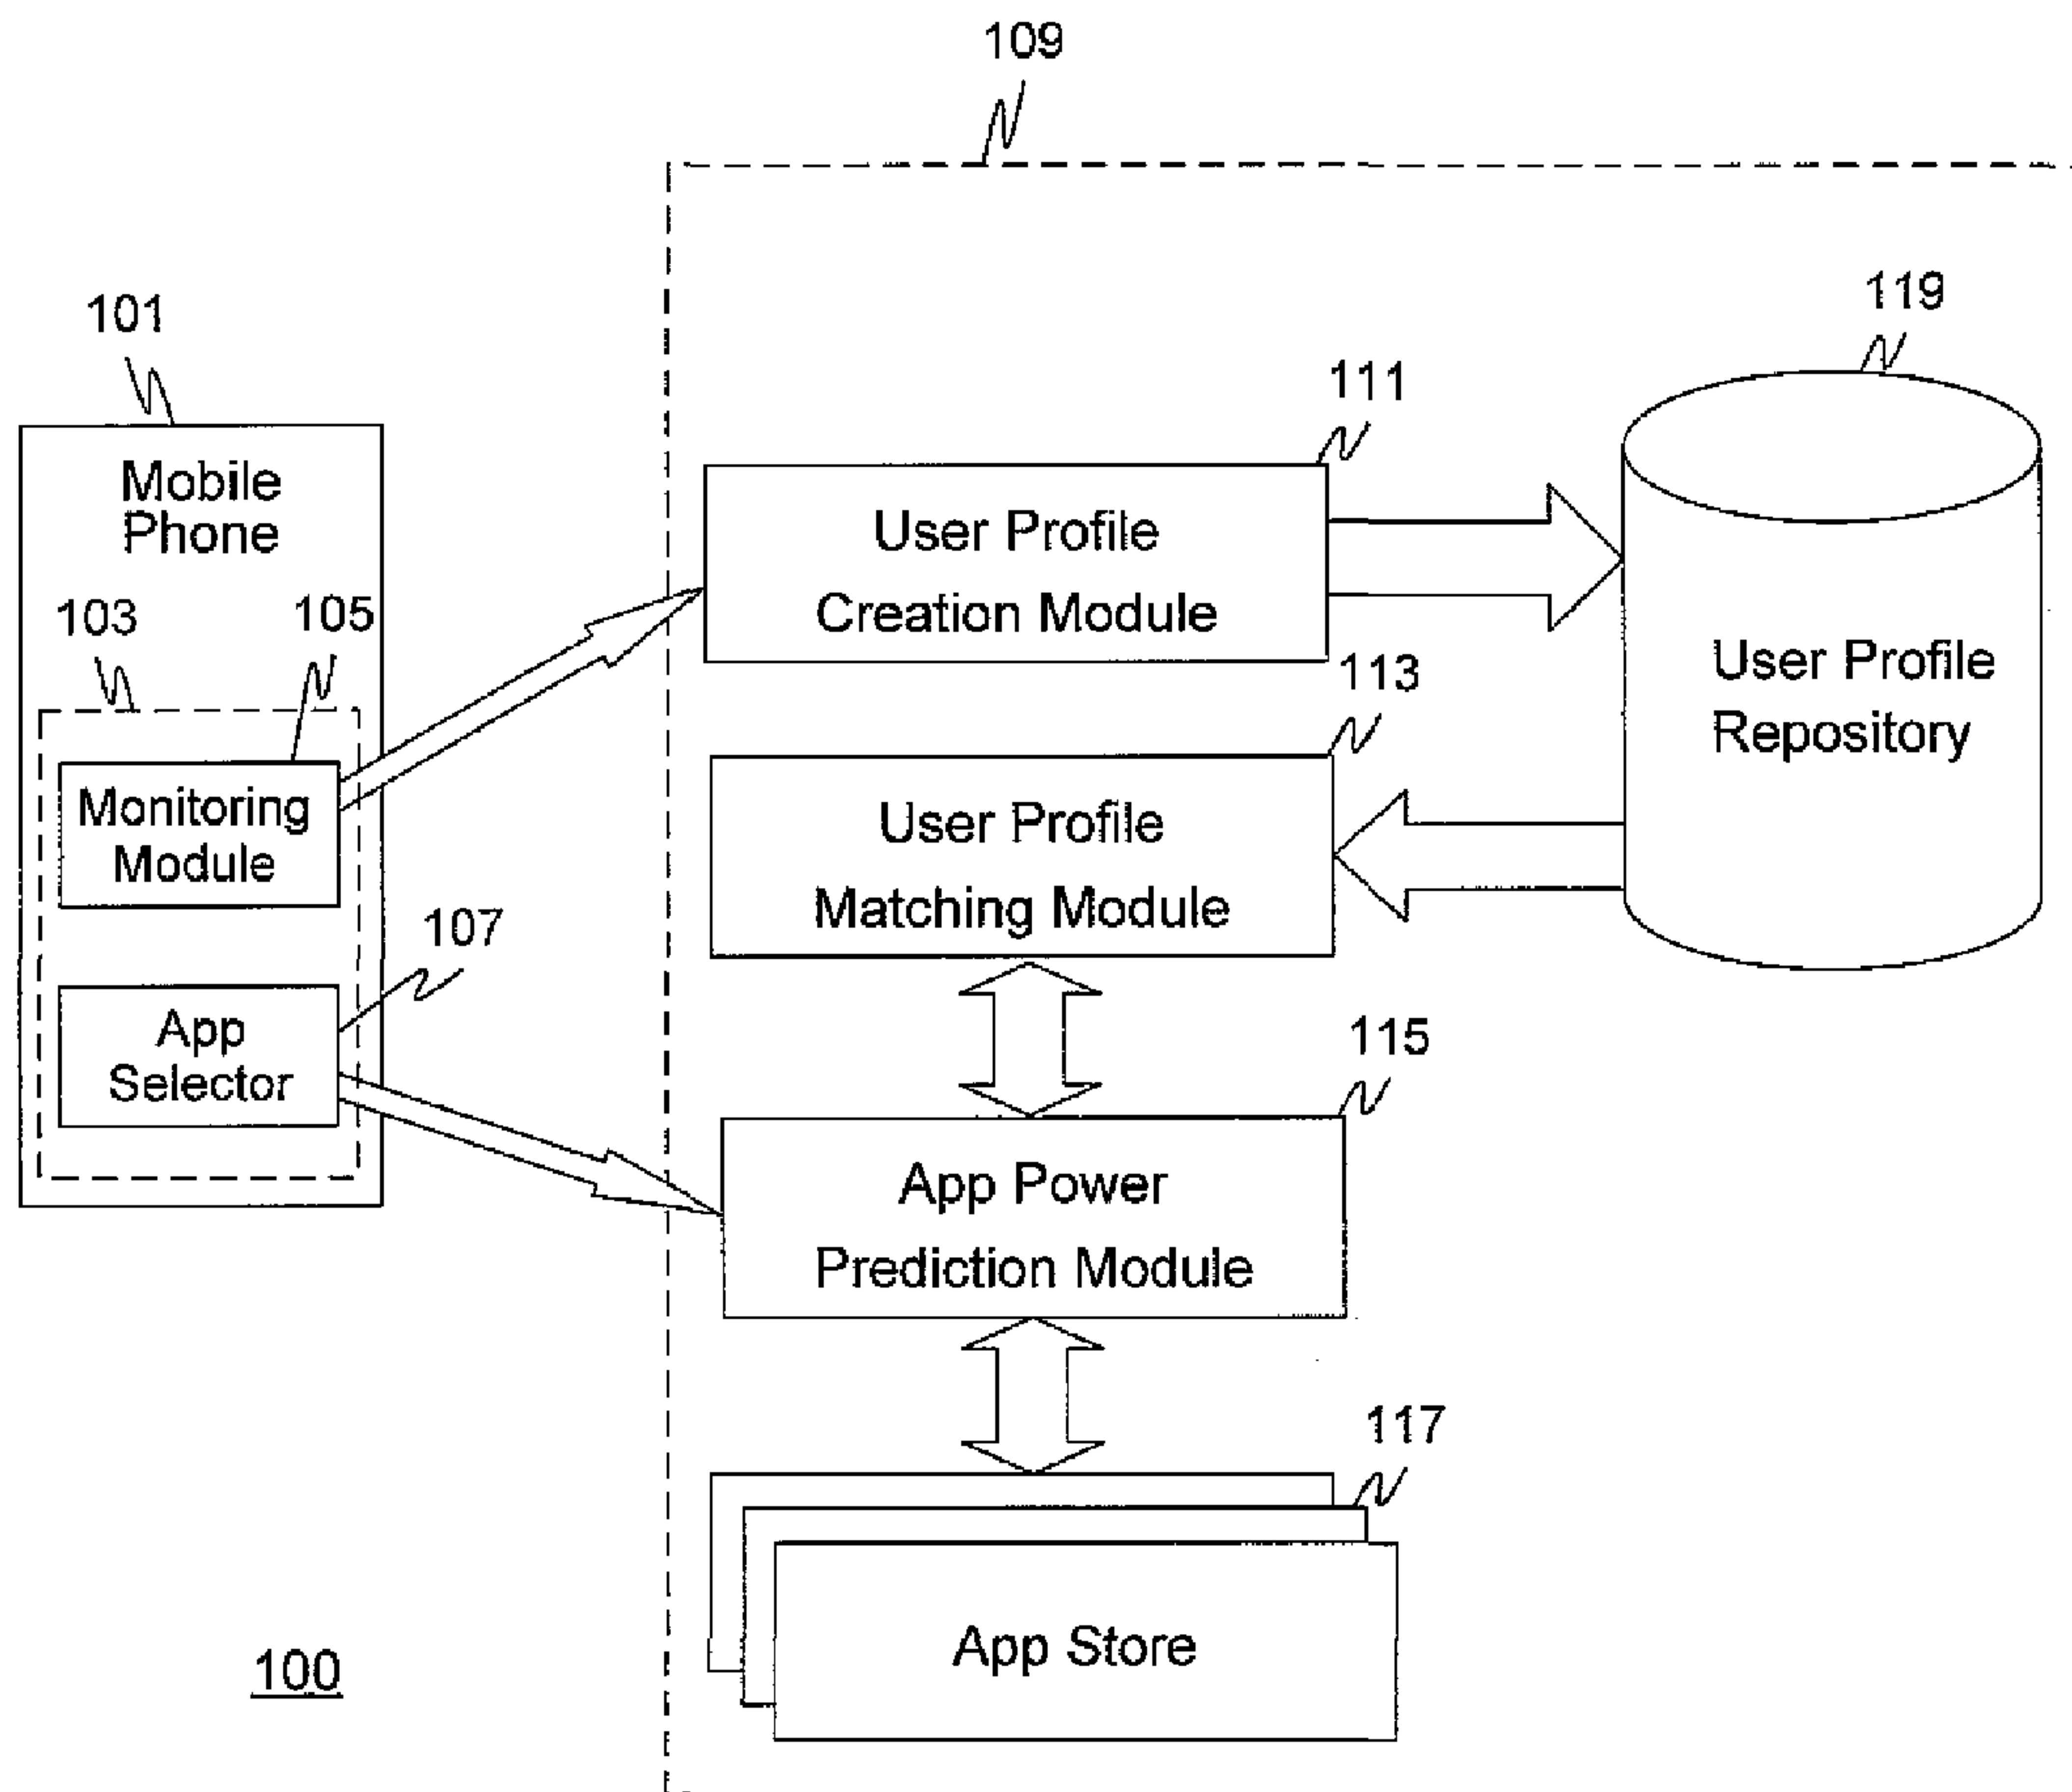 109
119
101
111
Mobile
Phone
User Profile
Creation Module
103
105
113
User Profile
Repository
Monitoring
Module
User Profile
Matching Module
107
App
Selector
115
App Power
Prediction Module
117
App Store
100